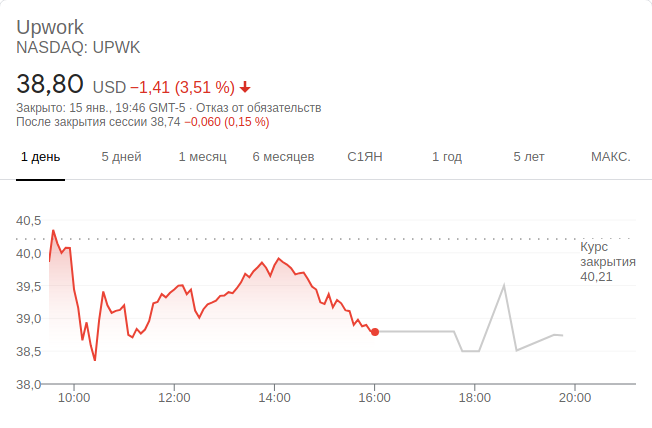 Upwork
NASDAQ: UPWK
38,80 USD −1,41 (3,51 %)
Закрыто: 15 янв., 19:46 GMT-5 · Отказ от обязательств
После закрытия сессии 38,74 −0,060 (0,15 %)
1 день 5 дней 1 месяц 6 месяцев С1ЯН 1 год 5 лет МАКС.
40,5
40,0
39,5
39,0
38,5
38,0
Курс
закрытия
40,21
10:00 12:00 14:00 16:00 18:00 20:00